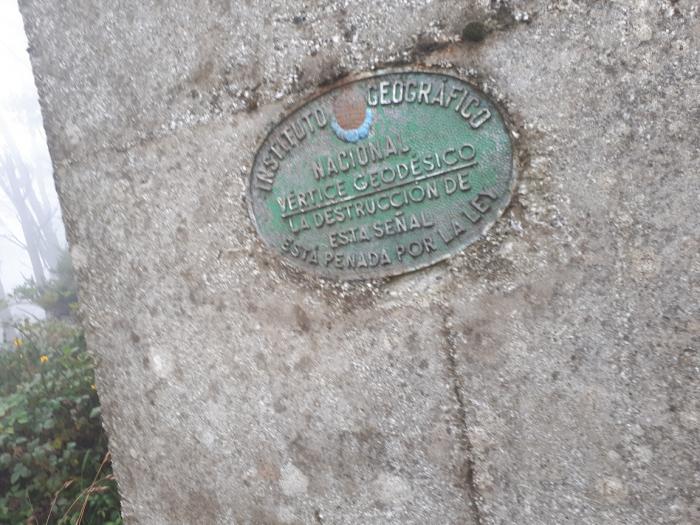 INSTITUTO GEOGRÁFICO
NACIONAL
VÉRTICE GEODÉSICO
LA DESTRUCCIÓN DE
ESTA SEÑAL
ESTÁ PENADA POR LA LEY